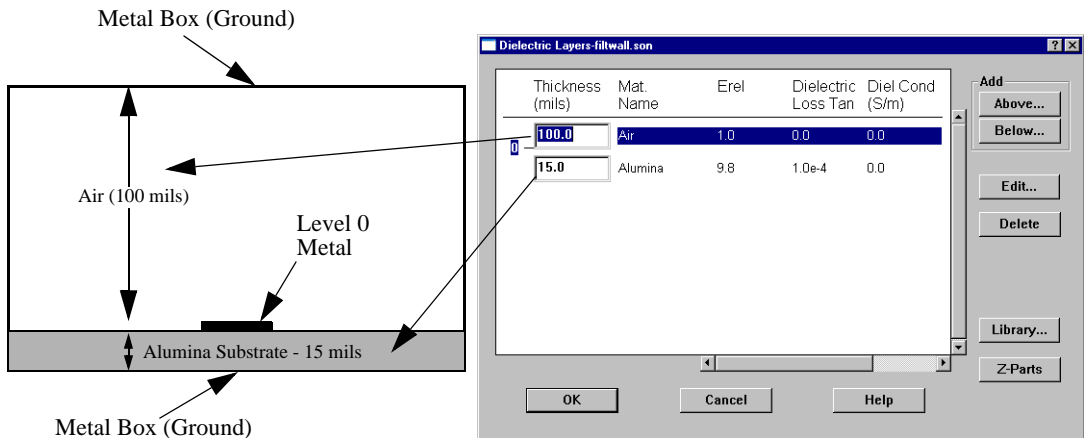 Metal Box (Ground)
Air (100 mils)
Level 0
Metal
Alumina Substrate - 15 mils
Metal Box (Ground)
Dielectric Layers-filtwall.son
Thickness (mils) Mat. Name Erel Dielectric Loss Tan Diel Cond (S/m)
100.0 Air 1.0 0.0 0.0
0
15.0 Alumina 9.8 1.0e-4 0.0
Add
Above...
Below...
Edit...
Delete
Library...
Z-Parts
OK Cancel Help